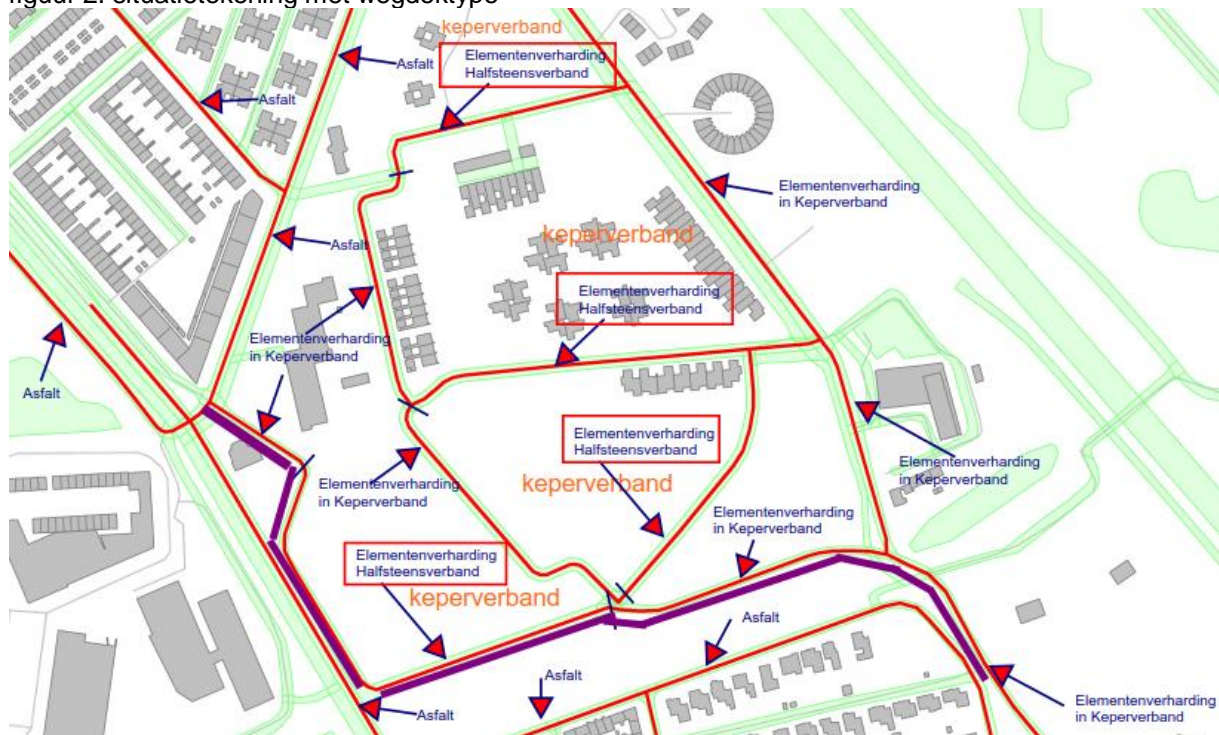 figuur 2: situatietekening met wegdektype
keperverband
Elementenverharding
Halfsteensverband
Asfalt
Asfalt
Elementenverharding
in Keperverband
keperverband
Asfalt
Elementenverharding
Halfsteensverband
Elementenverharding
in Keperverband
Asfalt
Elementenverharding
Halfsteensverband
Elementenverharding
in Keperverband
Elementenverharding
in Keperverband
keperverband
Elementenverharding
in Keperverband
Elementenverharding
Halfsteensverband
keperverband
Asfalt
Asfalt
Elementenverharding
in Keperverband
Asfalt